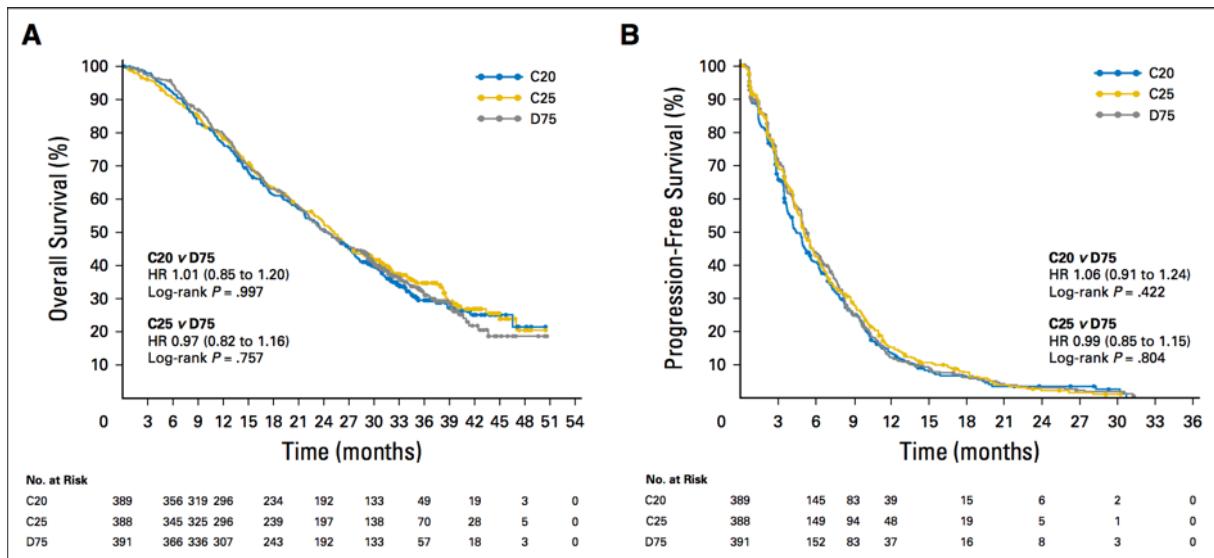 A
Overall Survival (%)
100
90
80
70
60
50
40
30
20
10
0
3 6 9 12 15 18 21 24 27 30 33 36 39 42 45 48 51 54
Time (months)
C20
C25
D75
C20 v D75
HR 1.01 (0.85 to 1.20)
Log-rank P = .997
C25 v D75
HR 0.97 (0.82 to 1.16)
Log-rank P = .757
No. at Risk
C20 389 356 319 296 234 192 133 49 19 3 0
C25 388 345 325 296 239 197 138 70 28 5 0
D75 391 366 336 307 243 192 133 57 18 3 0
B
Progression-Free Survival (%)
100
90
80
70
60
50
40
30
20
10
0
3 6 9 12 15 18 21 24 27 30 33 36
Time (months)
C20
C25
D75
C20 v D75
HR 1.06 (0.91 to 1.24)
Log-rank P = .422
C25 v D75
HR 0.99 (0.85 to 1.15)
Log-rank P = .804
No. at Risk
C20 389 145 83 39 15 6 2 0
C25 388 149 94 48 19 5 1 0
D75 391 152 83 37 16 8 3 0